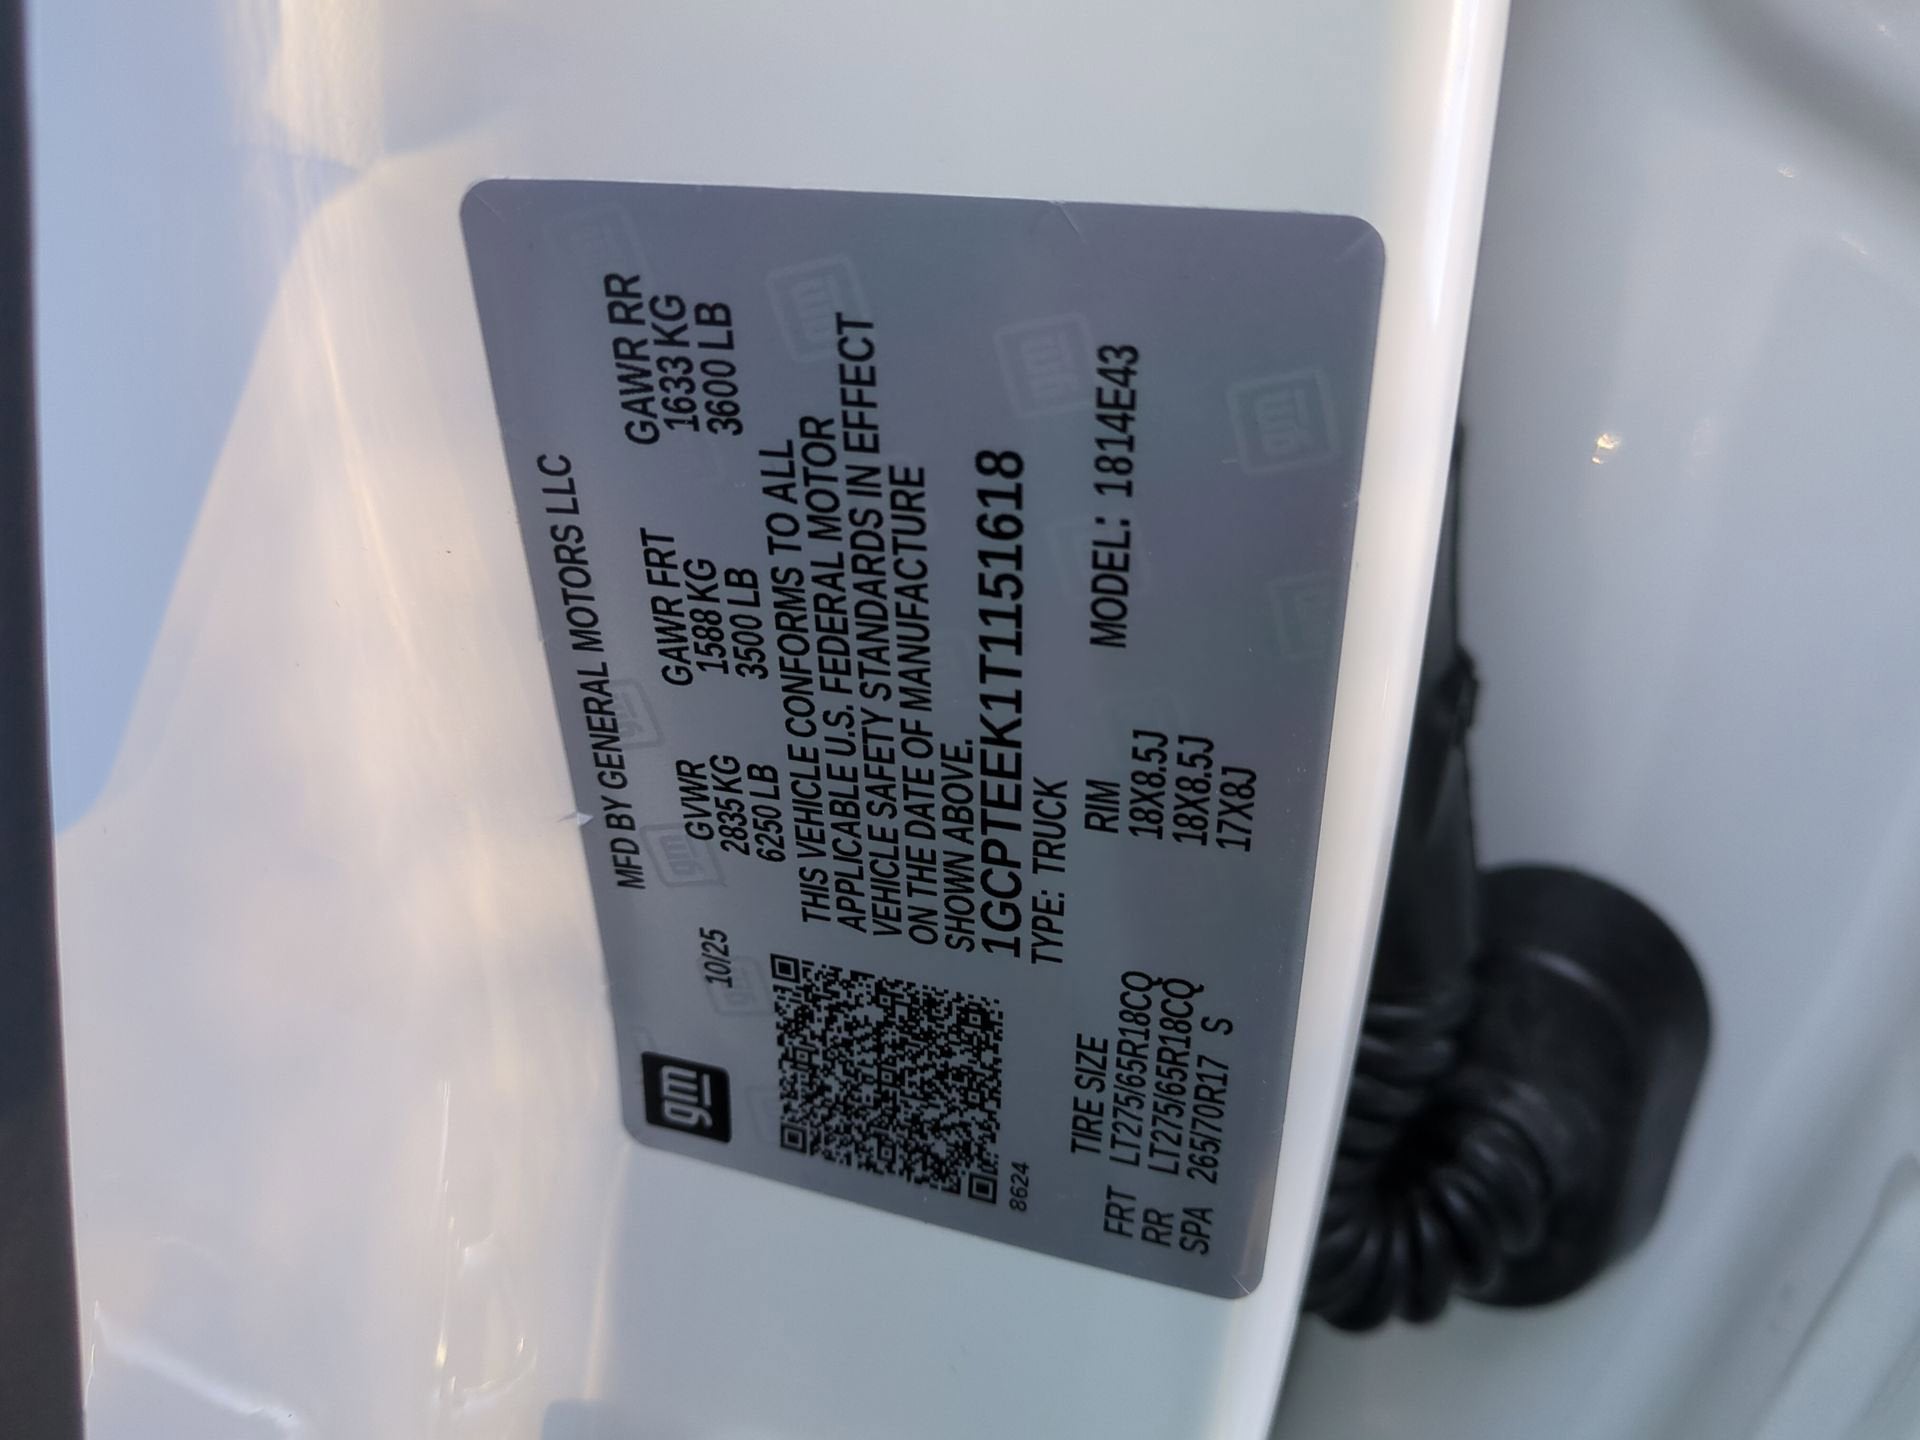 gm
MFD BY GENERAL MOTORS LLC
10/25
GVWR GAWR FRT GAWR RR
2835 KG 1588 KG 1633 KG
6250 LB 3500 LB 3600 LB
THIS VEHICLE CONFORMS TO ALL
APPLICABLE U.S. FEDERAL MOTOR
VEHICLE SAFETY STANDARDS IN EFFECT
ON THE DATE OF MANUFACTURE
SHOWN ABOVE.
1GCPTEEK1T1151618
8624
TYPE: TRUCK MODEL: 1814E43
TIRE SIZE RIM
FRT LT275/65R18CQ 18X8.5J
RR LT275/65R18CQ 18X8.5J
SPA 265/70R17 S 17X8J